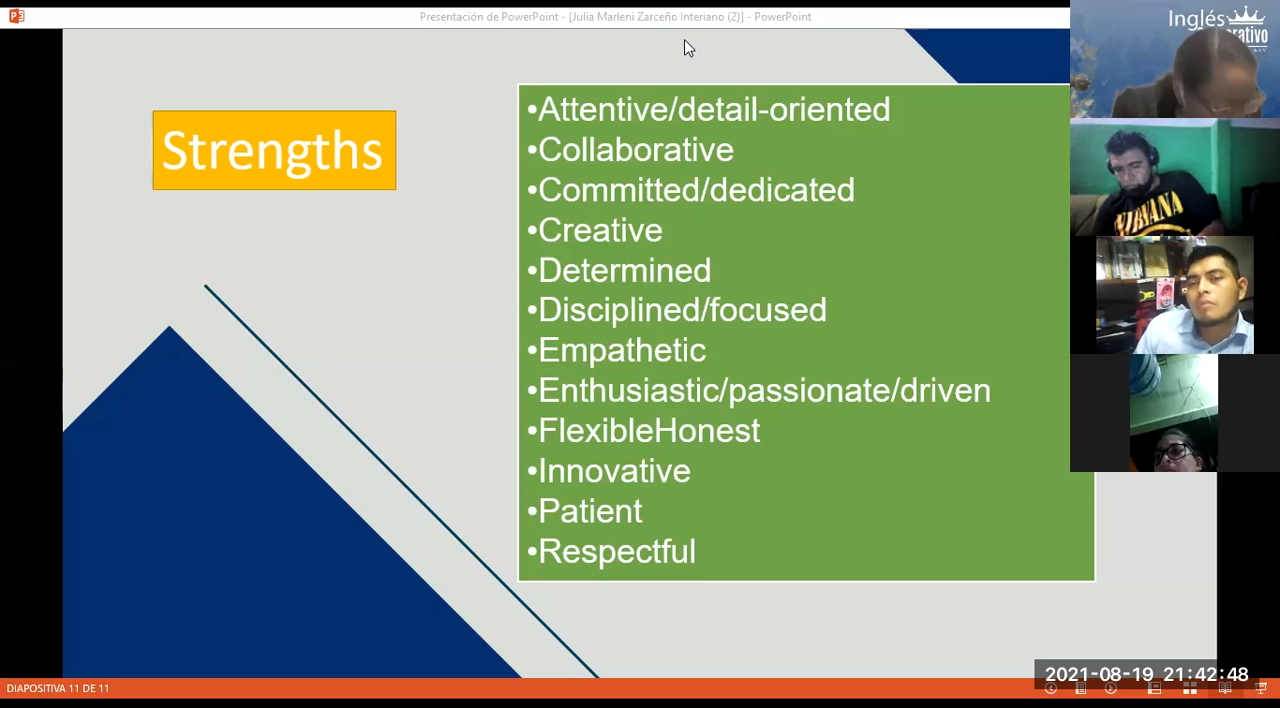 Presentación de PowerPoint - [Julia Marleni Zarceño Interiano (2)] - PowerPoint
Inglés
Strengths
•Attentive/detail-oriented
•Collaborative
•Committed/dedicated
•Creative
•Determined
•Disciplined/focused
•Empathetic
•Enthusiastic/passionate/driven
•FlexibleHonest
•Innovative
•Patient
•Respectful
NIRVANA
2021-08-19 21:42:48
DIAPOSITIVA 11 DE 11